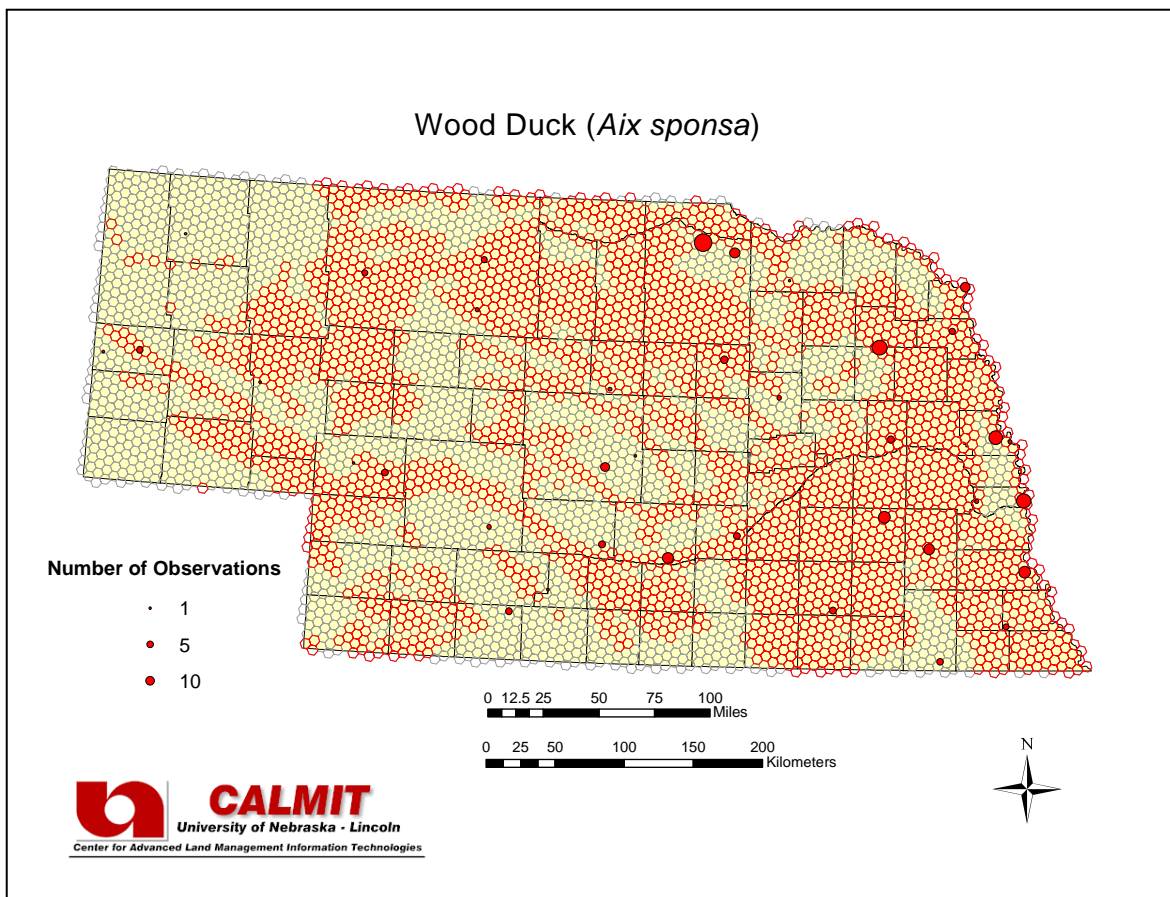 Wood Duck (Aix sponsa)
Number of Observations
1
5
10
0 12.5 25 50 75 100
Miles
0 25 50 100 150 200
Kilometers
N
CALMIT
University of Nebraska - Lincoln
Center for Advanced Land Management Information Technologies